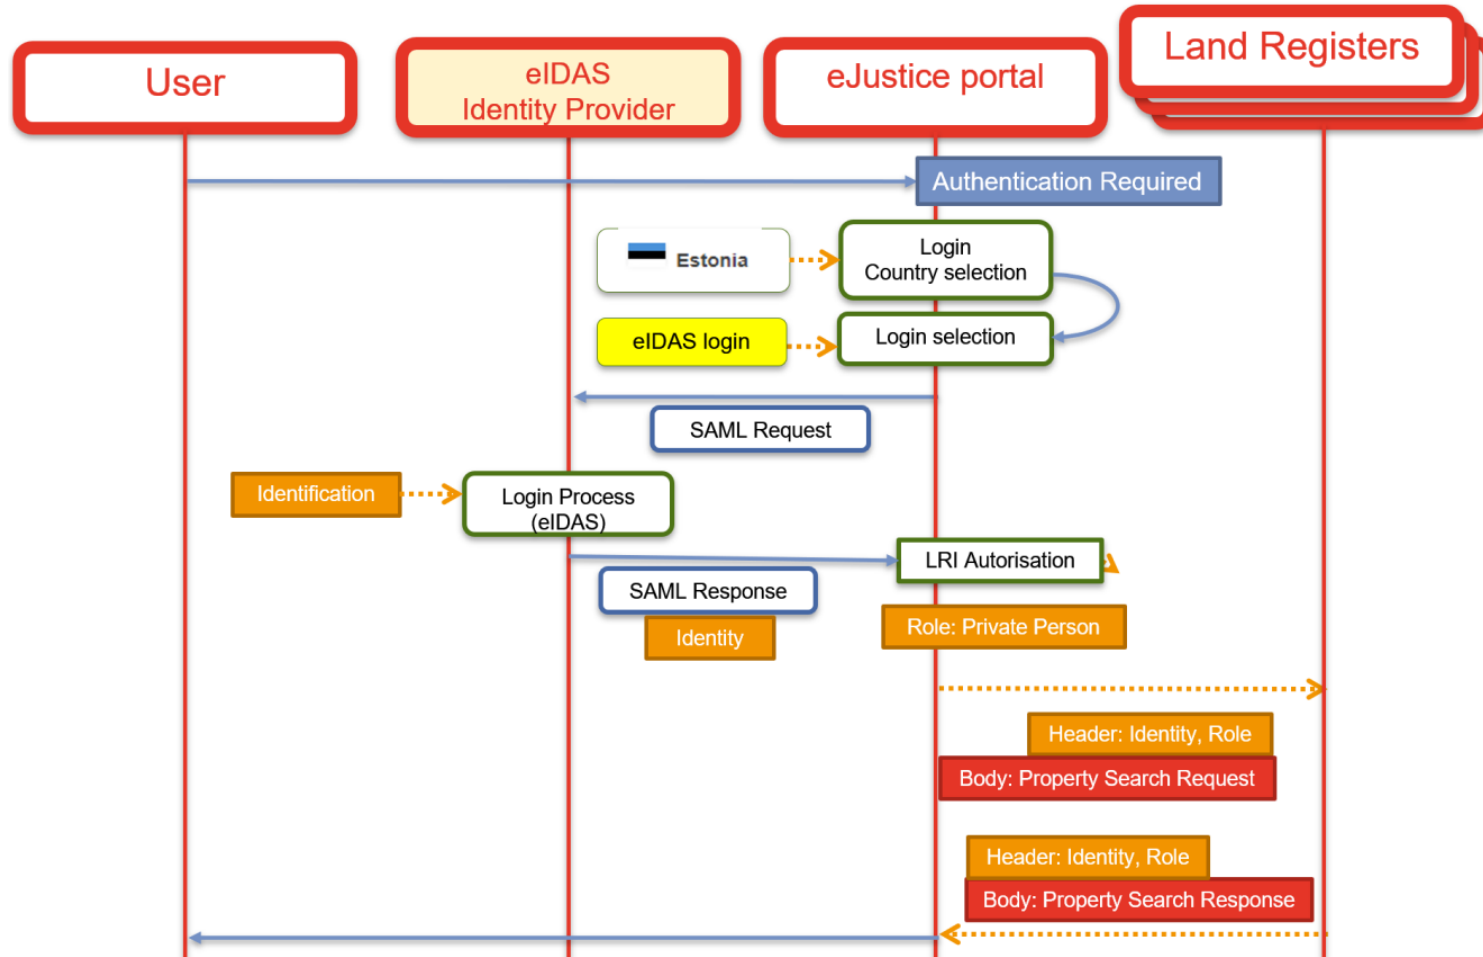 User
eIDAS
Identity Provider
eJustice portal
Land Registers
Authentication Required
Estonia
Login
Country selection
eIDAS login
Login selection
SAML Request
Identification
Login Process
(eIDAS)
LRI Autorisation
SAML Response
Identity
Role: Private Person
Header: Identity, Role
Body: Property Search Request
Header: Identity, Role
Body: Property Search Response